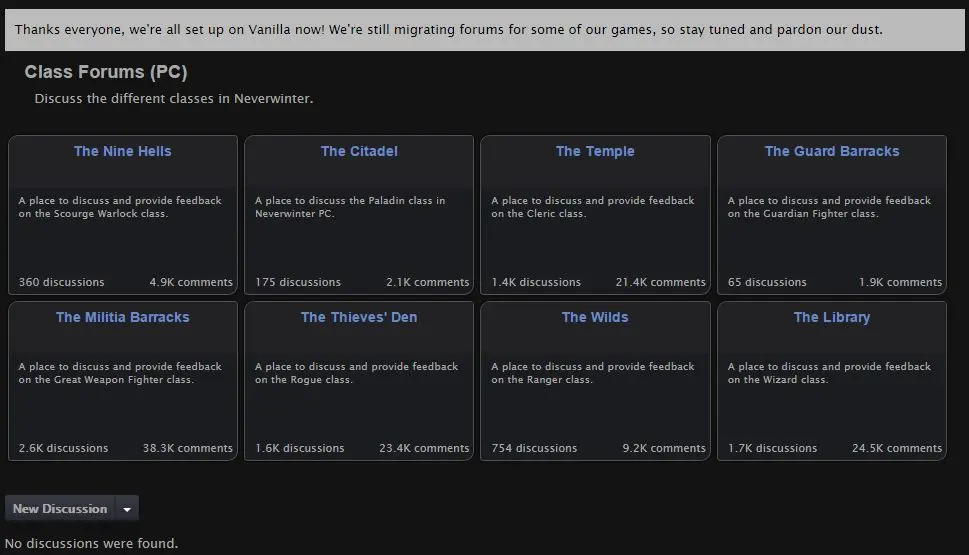 Thanks everyone, we're all set up on Vanilla now! We're still migrating forums for some of our games, so stay tuned and pardon our dust.
Class Forums (PC)
Discuss the different classes in Neverwinter.
The Nine Hells
A place to discuss and provide feedback
on the Scourge Warlock class.
360 discussions 4.9K comments
The Citadel
A place to discuss the Paladin class in
Neverwinter PC.
175 discussions 2.1K comments
The Temple
A place to discuss and provide feedback
on the Cleric class.
1.4K discussions 21.4K comments
The Guard Barracks
A place to discuss and provide feedback
on the Guardian Fighter class.
65 discussions 1.9K comments
The Militia Barracks
A place to discuss and provide feedback
on the Great Weapon Fighter class.
2.6K discussions 38.3K comments
The Thieves' Den
A place to discuss and provide feedback
on the Rogue class.
1.6K discussions 23.4K comments
The Wilds
A place to discuss and provide feedback
on the Ranger class.
754 discussions 9.2K comments
The Library
A place to discuss and provide feedback
on the Wizard class.
1.7K discussions 24.5K comments
New Discussion
No discussions were found.